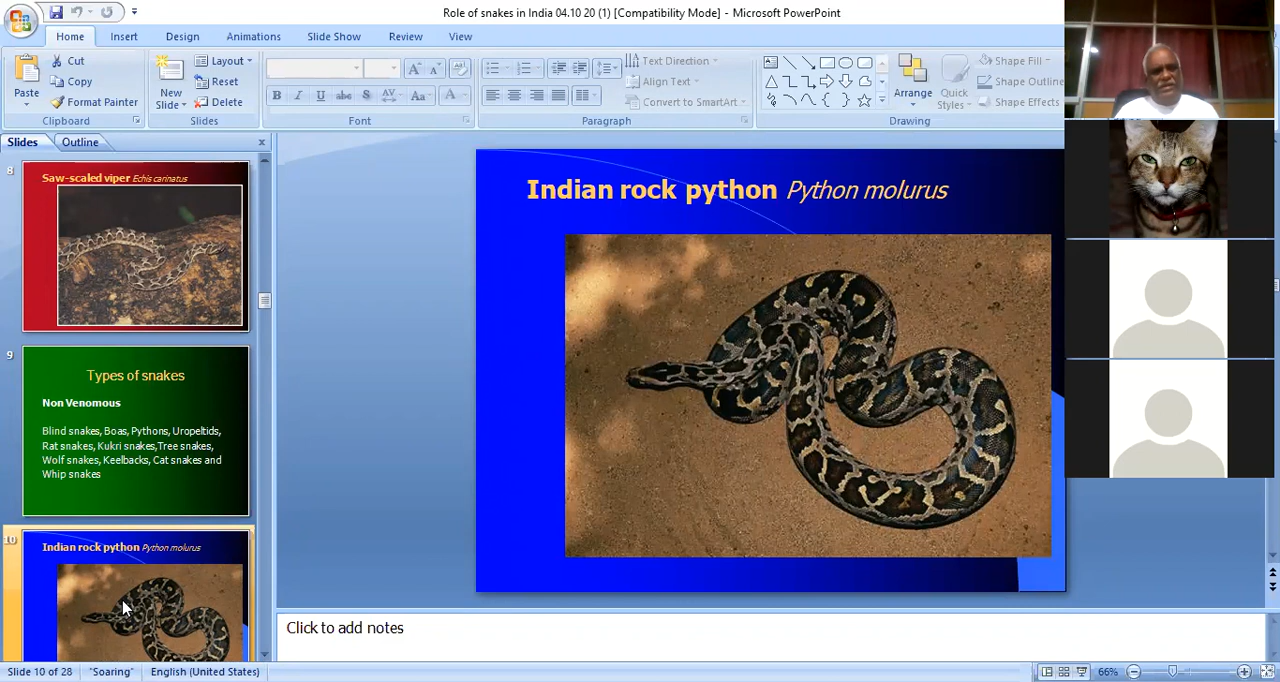 Role of snakes in India 04.10 20 (1) [Compatibility Mode] - Microsoft PowerPoint
Home Insert Design Animations Slide Show Review View
Paste
Cut
Copy
Format Painter
Clipboard
New Slide
Layout
Reset
Delete
Slides
B I U abc S AV Aa A
Font
Text Direction
Align Text
Convert to SmartArt
Paragraph
Arrange
Quick Styles
Shape Fill
Shape Outline
Shape Effects
Drawing
Slides Outline
8
Saw-scaled viper Echis carinatus
9
Types of snakes
Non Venomous
Blind snakes, Boas, Pythons, Uropeltids,
Rat snakes, Kukri snakes,Tree snakes,
Wolf snakes, Keelbacks, Cat snakes and
Whip snakes
10
Indian rock python Python molurus
Indian rock python Python molurus
Click to add notes
Slide 10 of 28 "Soaring" English (United States) 66%